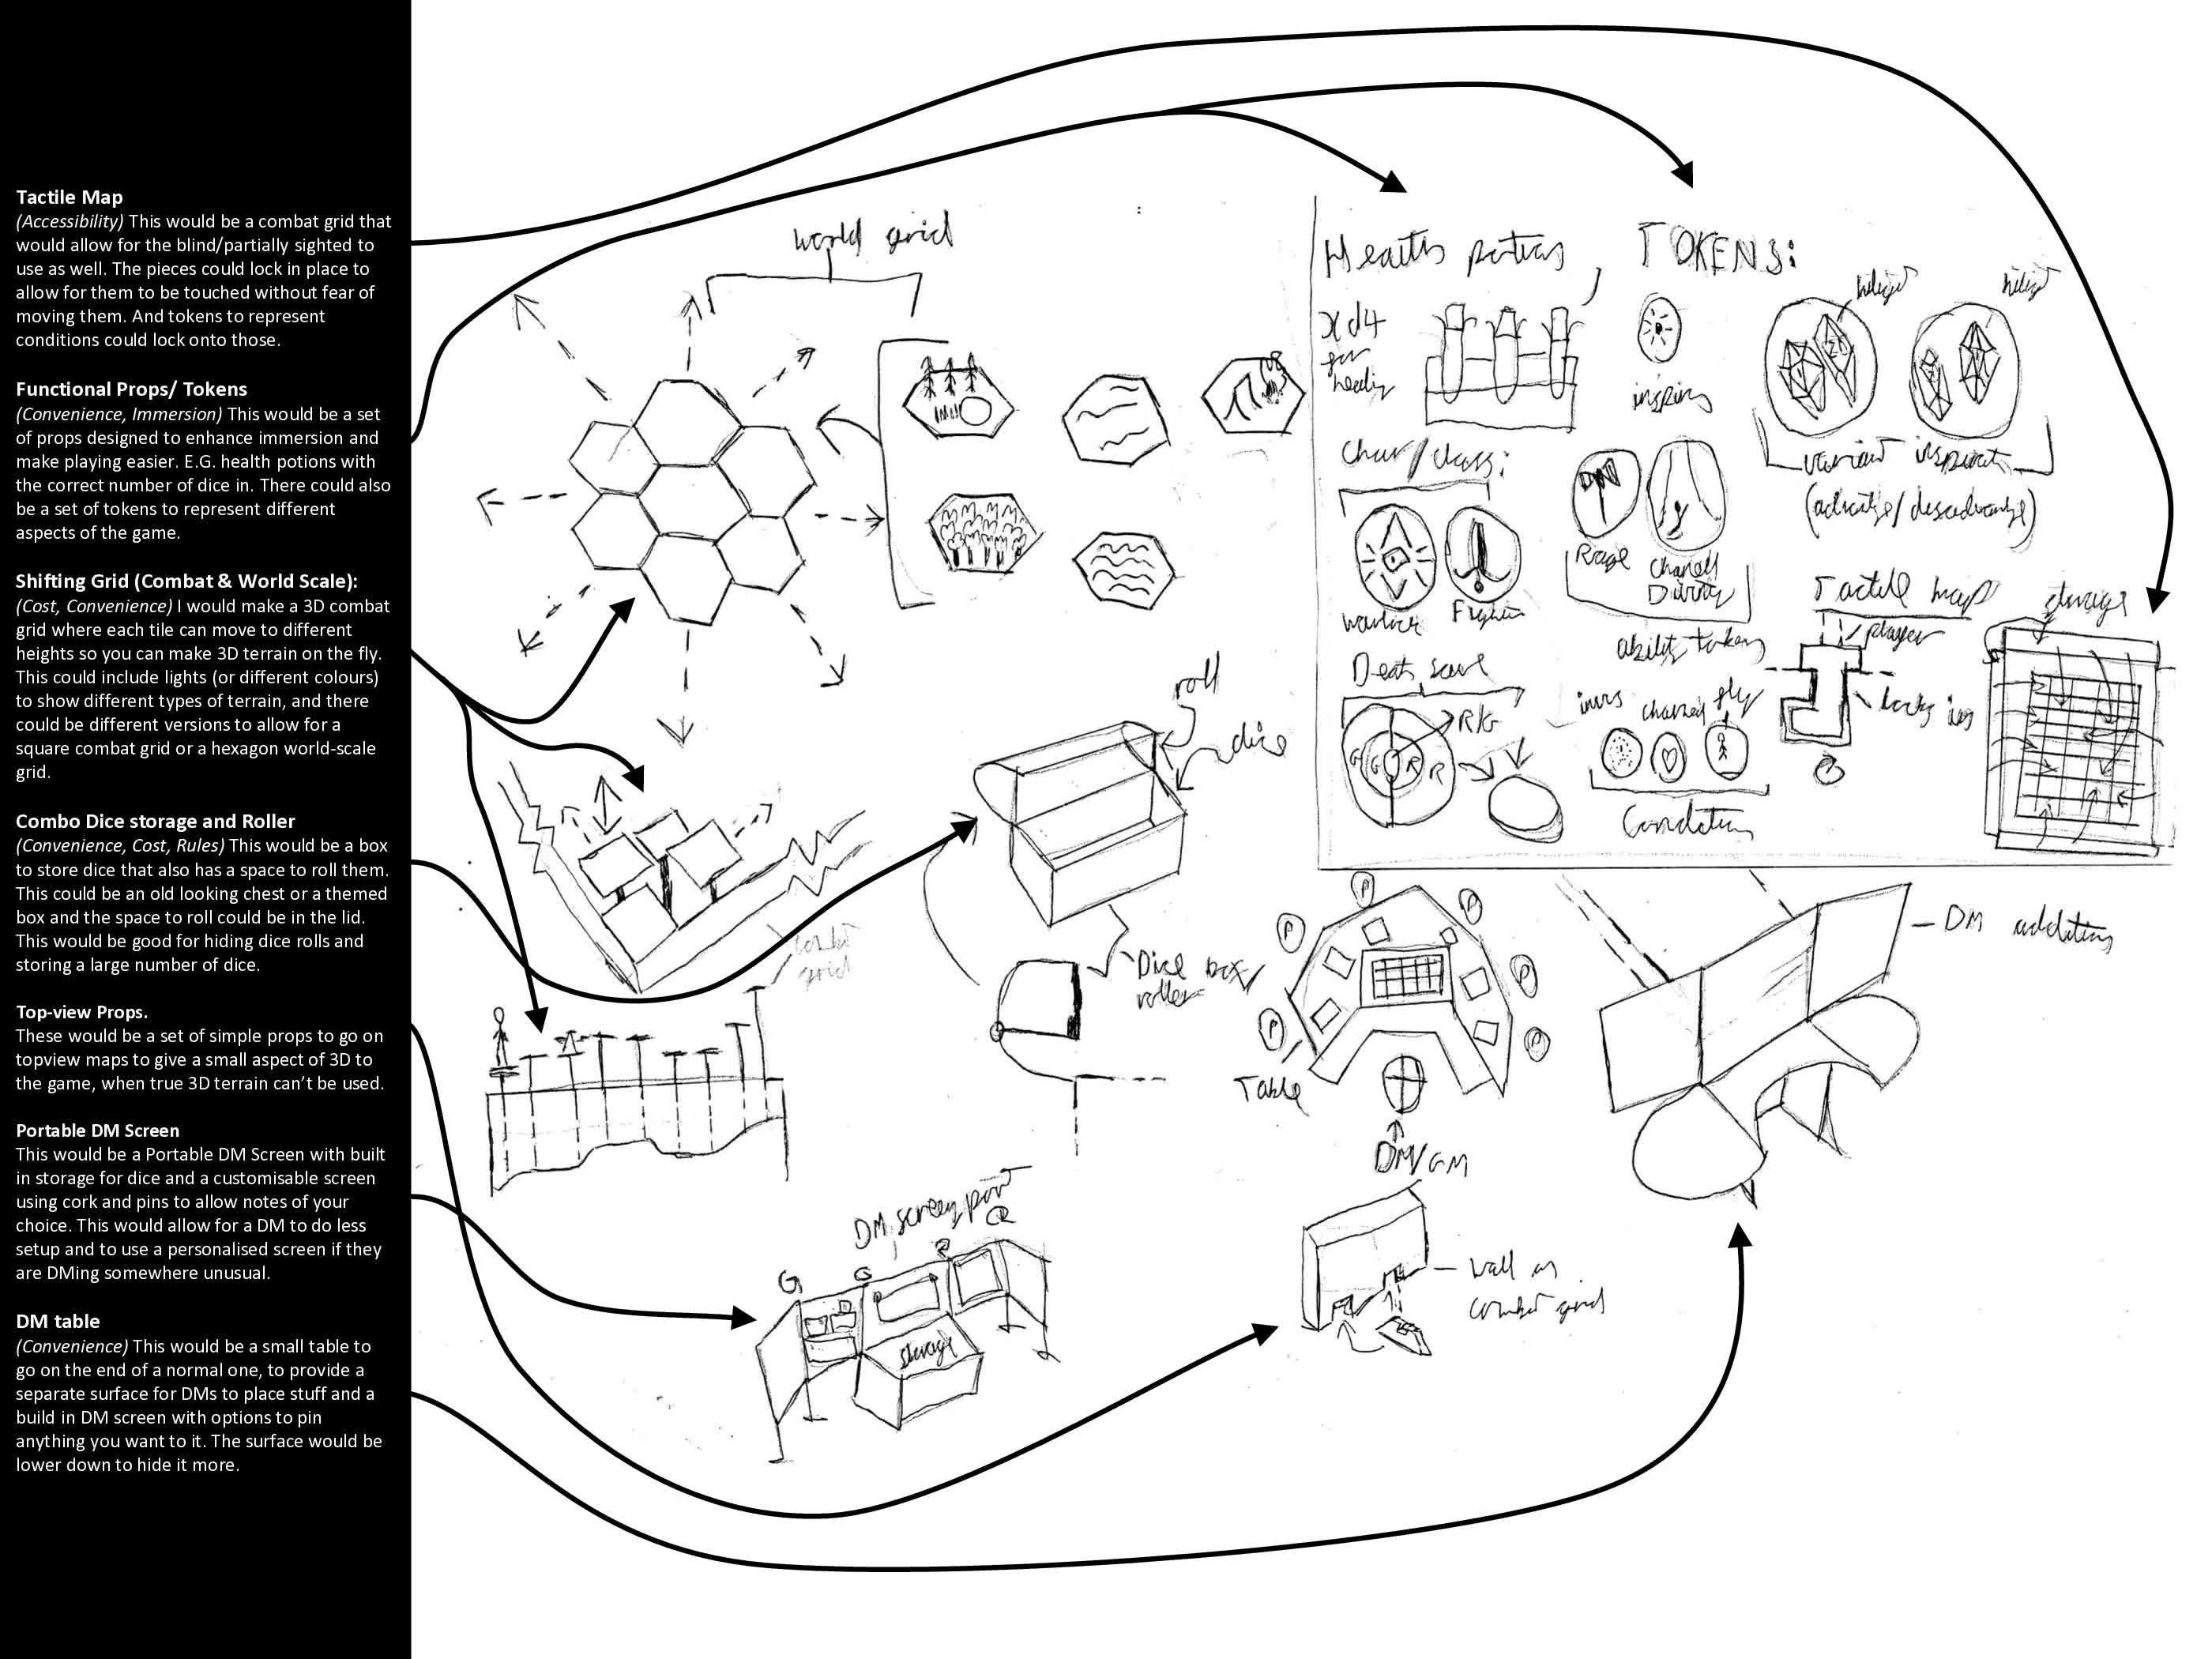 Tactile Map
(Accessibility) This would be a combat grid that
would allow for the blind/partially sighted to
use as well. The pieces could lock in place to
allow for them to be touched without fear of
moving them. And tokens to represent
conditions could lock onto those.
Functional Props/ Tokens
(Convenience, Immersion) This would be a set
of props designed to enhance immersion and
make playing easier. E.G. health potions with
the correct number of dice in. There could also
be a set of tokens to represent different
aspects of the game.
Shifting Grid (Combat & World Scale):
(Cost, Convenience) I would make a 3D combat
grid where each tile can move to different
heights so you can make 3D terrain on the fly.
This could include lights (or different colours)
to show different types of terrain, and there
could be different versions to allow for a
square combat grid or a hexagon world-scale
grid.
Combo Dice storage and Roller
(Convenience, Cost, Rules) This would be a box
to store dice that also has a space to roll them.
This could be an old looking chest or a themed
box and the space to roll could be in the lid.
This would be good for hiding dice rolls and
storing a large number of dice.
Top-view Props.
These would be a set of simple props to go on
topview maps to give a small aspect of 3D to
the game, when true 3D terrain can't be used.
Portable DM Screen
This would be a Portable DM Screen with built
in storage for dice and a customisable screen
using cork and pins to allow notes of your
choice. This would allow for a DM to do less
setup and to use a personalised screen if they
are DMing somewhere unusual.
DM table
(Convenience) This would be a small table to
go on the end of a normal one, to provide a
separate surface for DMs to place stuff and a
build in DM screen with options to pin
anything you want to it. The surface would be
lower down to hide it more.
world grid
Health potions
x d4
for
healing
TOKENS:
Char/class:
Rage
Channell
Divinity
ability tokens
Death save
R/G
G G R R
fly
Condition
Tactile map
player
storage
roll
dice
combat
grid
Dice box/
roller
P
P
P
P
P
P
Table
DM/GM
DM addition
DM screen
G
G
storage
wall as
combat grid